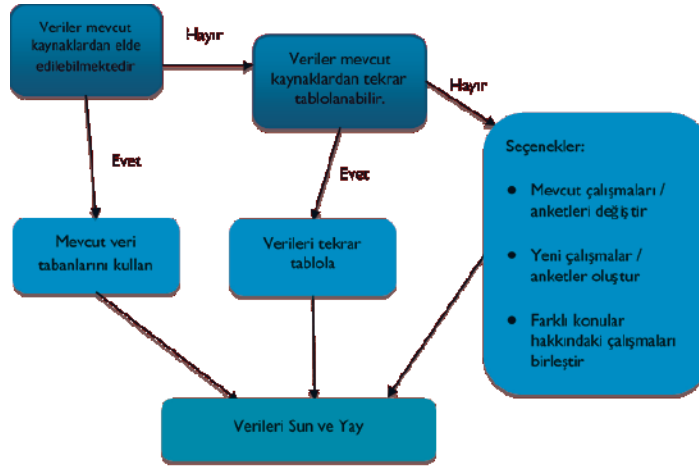 Veriler mevcut
kaynaklardan elde
edilebilmektedir
Hayır
Veriler mevcut
kaynaklardan tekrar
tablolanabilir.
Hayır
Evet
Evet
Mevcut veri
tabanlarını kullan
Verileri tekrar
tablola
Seçenekler:
● Mevcut çalışmaları /
anketleri değiştir
● Yeni çalışmalar /
anketler oluştur
● Farklı konular
hakkındaki çalışmaları
birleştir
Verileri Sun ve Yay